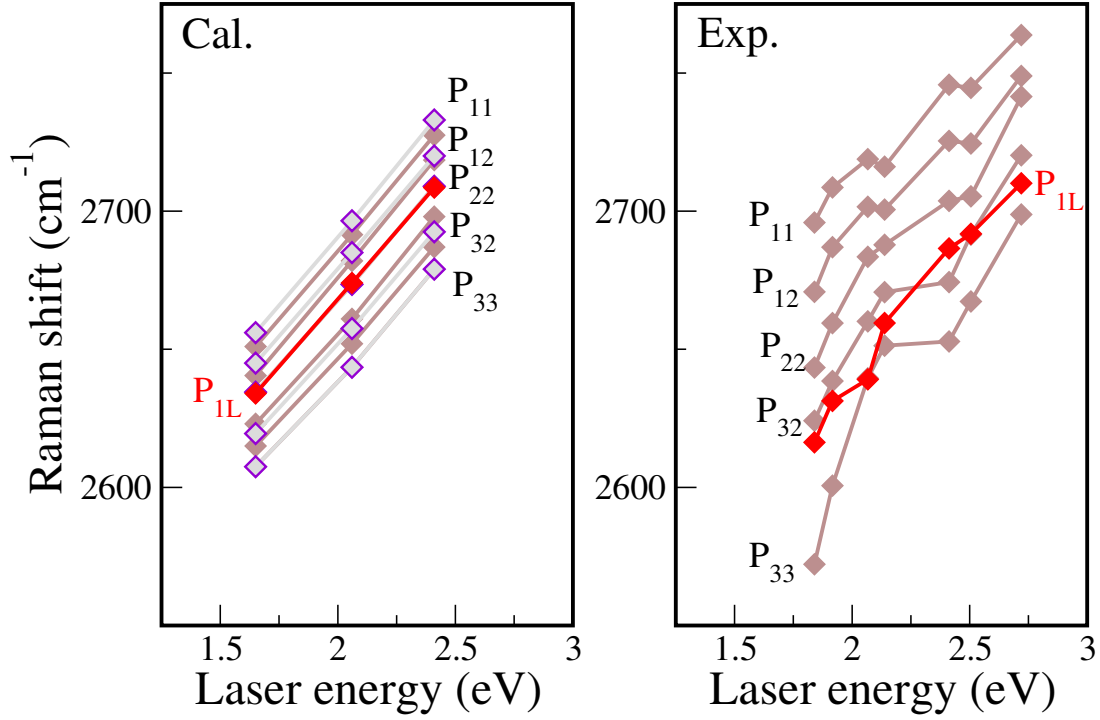 Cal.
P11
P12
P22
P32
P33
P1L
Exp.
P11
P12
P22
P32
P33
P1L
Raman shift (cm-1)
2700
2600
2700
2600
1.5 2 2.5 3
1.5 2 2.5 3
Laser energy (eV)
Laser energy (eV)